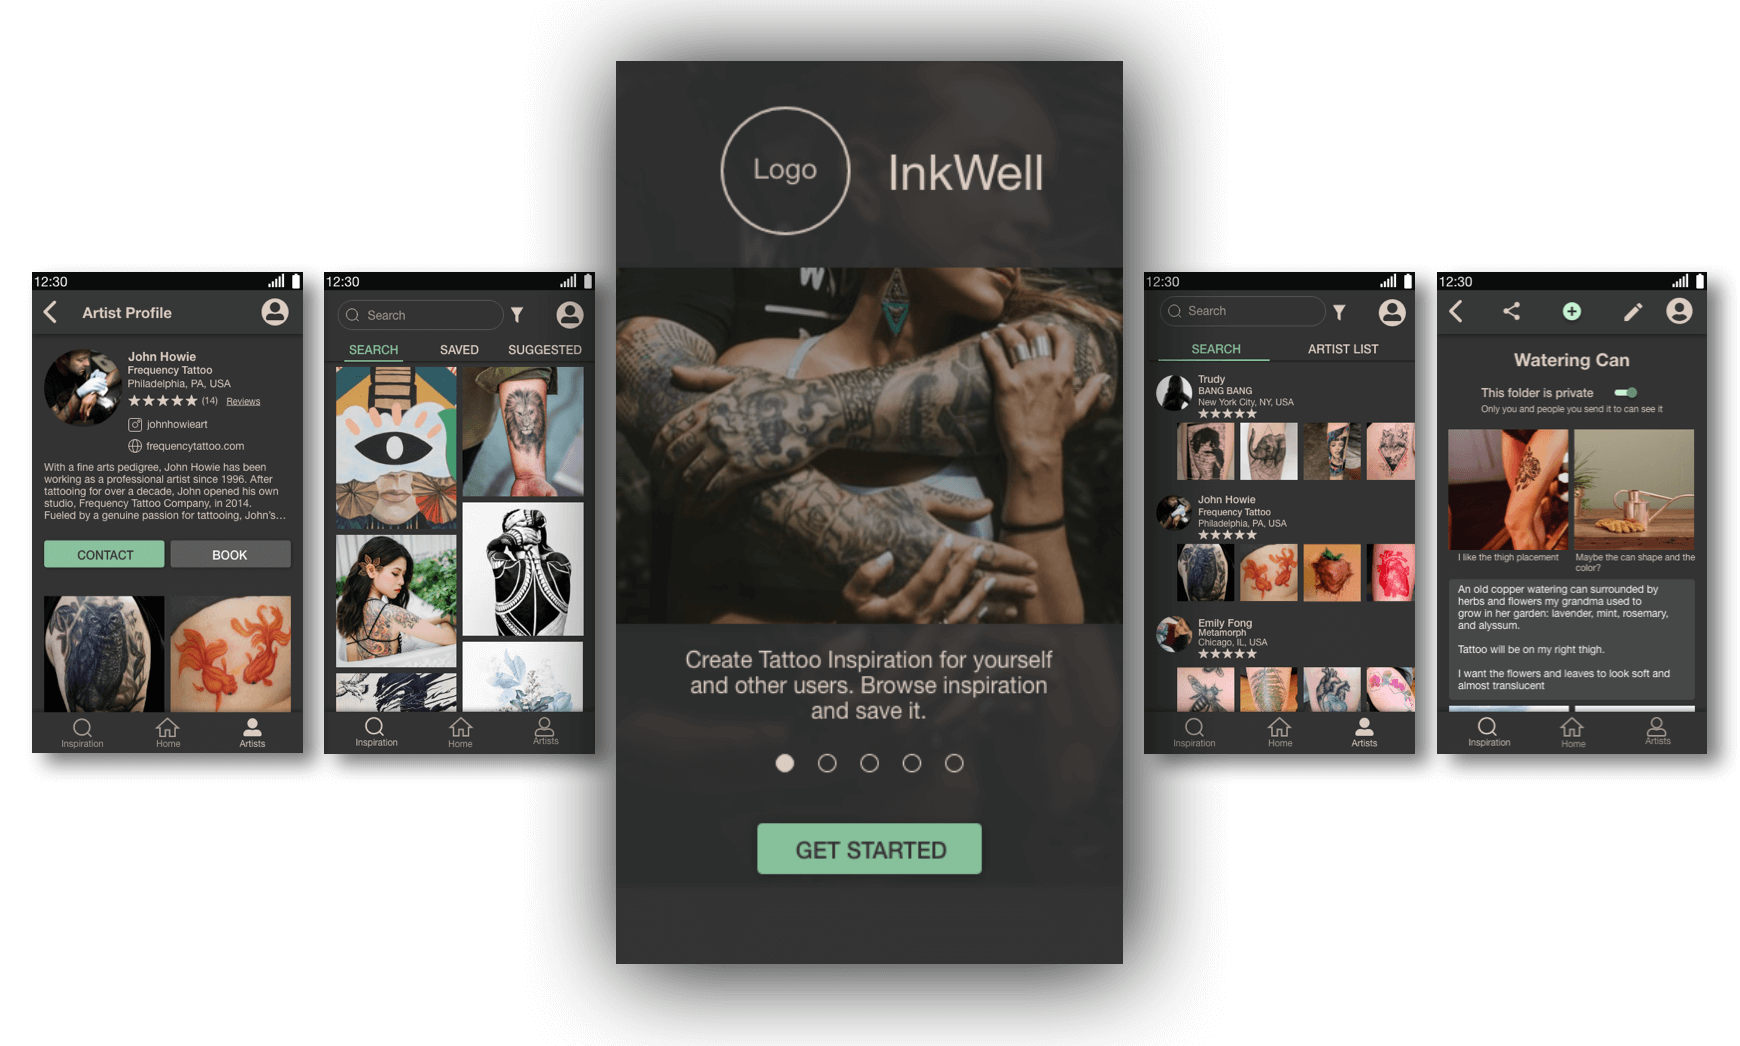 12:30
Artist Profile
John Howie
Frequency Tattoo
Philadelphia, PA, USA
(14) Reviews
johnhowieart
frequencytattoo.com
With a fine arts pedigree, John Howie has been
working as a professional artist since 1996. After
tattooing for over a decade, John opened his own
studio, Frequency Tattoo Company, in 2014.
Fueled by a genuine passion for tattooing, John's...
CONTACT BOOK
Inspiration Home Artists
12:30
Search
SEARCH SAVED SUGGESTED
Inspiration Home Artists
Logo InkWell
Create Tattoo Inspiration for yourself
and other users. Browse inspiration
and save it.
GET STARTED
12:30
Search
SEARCH ARTIST LIST
Trudy
BANG BANG
New York City, NY, USA
John Howie
Frequency Tattoo
Philadelphia, PA, USA
Emily Fong
Metamorph
Chicago, IL, USA
Inspiration Home Artists
12:30
Watering Can
This folder is private
Only you and people you send it to can see it
I like the thigh placement
Maybe the can shape and the
color?
An old copper watering can surrounded by
herbs and flowers my grandma used to
grow in her garden: lavender, mint, rosemary,
and alyssum.
Tattoo will be on my right thigh.
I want the flowers and leaves to look soft and
almost translucent
Inspiration Home Artists